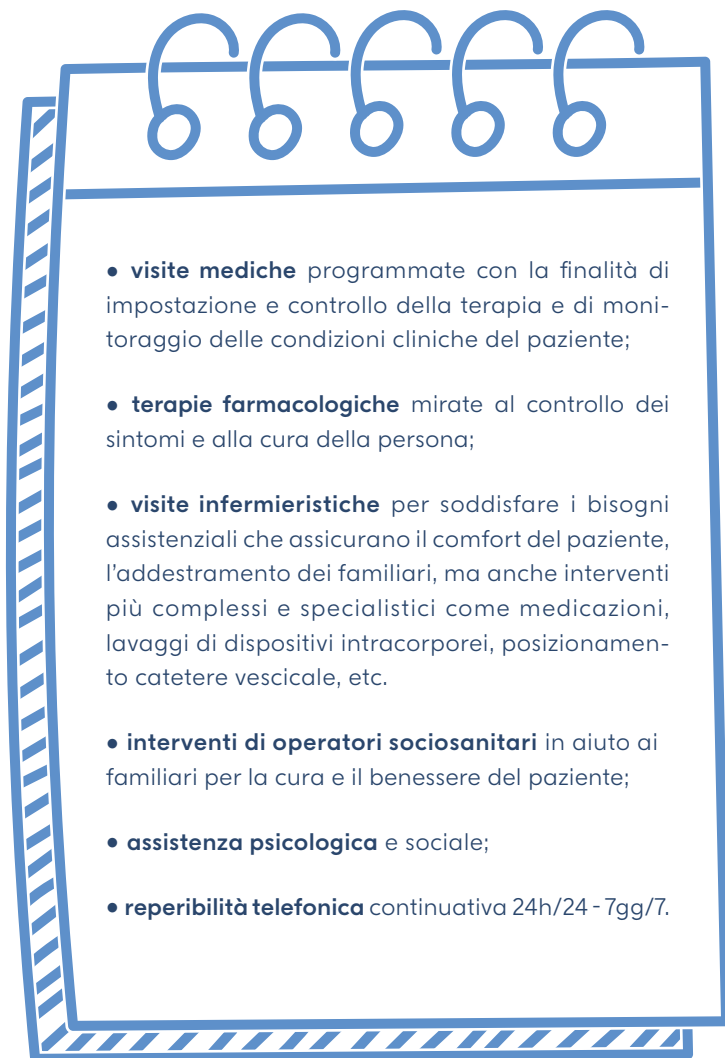 • visite mediche programmate con la finalità di
impostazione e controllo della terapia e di moni-
toraggio delle condizioni cliniche del paziente;
• terapie farmacologiche mirate al controllo dei
sintomi e alla cura della persona;
• visite infermieristiche per soddisfare i bisogni
assistenziali che assicurano il comfort del paziente,
l’addestramento dei familiari, ma anche interventi
più complessi e specialistici come medicazioni,
lavaggi di dispositivi intracorporei, posizionamen-
to catetere vescicale, etc.
• interventi di operatori sociosanitari in aiuto ai
familiari per la cura e il benessere del paziente;
• assistenza psicologica e sociale;
• reperibilità telefonica continuativa 24h/24 - 7gg/7.